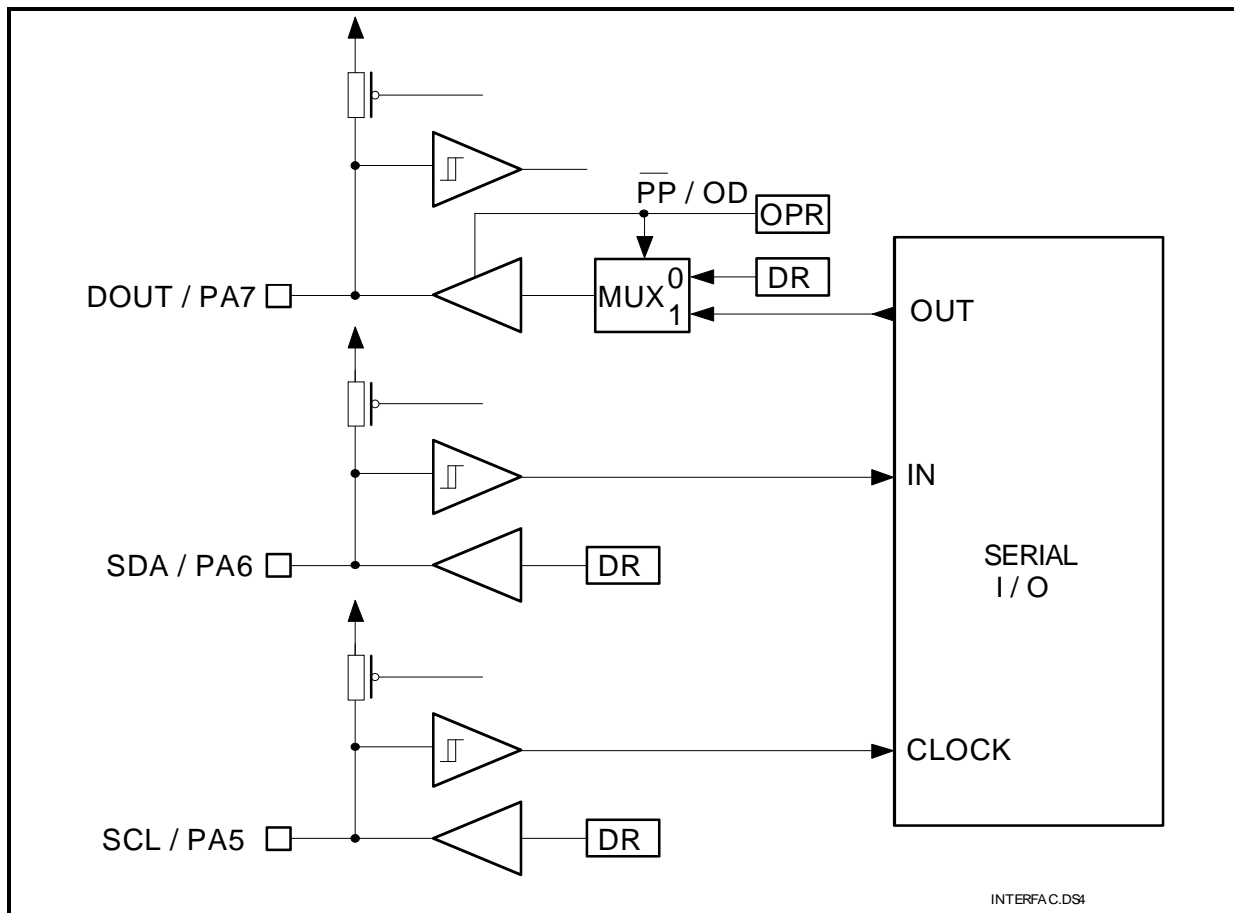 PP / OD
OPR
DOUT / PA7
MUX
0
1
DR
OUT
IN
SDA / PA6
DR
SERIAL
I / O
CLOCK
SCL / PA5
DR
INTERFAC.DS4